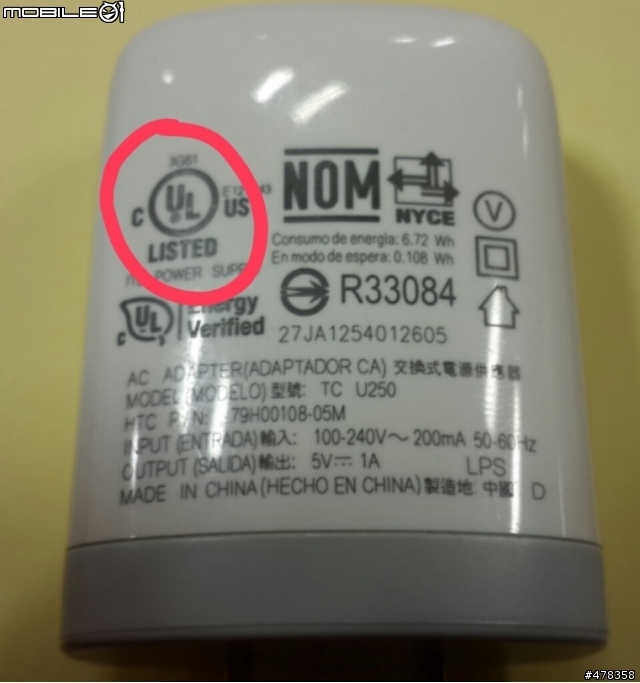 MOBILE01
3GB1
C UL US
LISTED
POWER
NOM
NYCE
V
Consumo de energia: 6.72 Wh
En modo de espera: 0.108 Wh
R33084
C UL Energy
Verified
27JA1254012605
AC ADAPTER(ADAPTADOR CA) 交換式電源供應器
MODEL (MODELO) 型號: TC U250
HTC P/N: 79H00108-05M
INPUT (ENTRADA) 輸入: 100-240V~ 200mA 50-60Hz
OUTPUT (SALIDA) 輸出: 5V⎓ 1A LPS
MADE IN CHINA (HECHO EN CHINA) 製造地: 中國 D
#478358